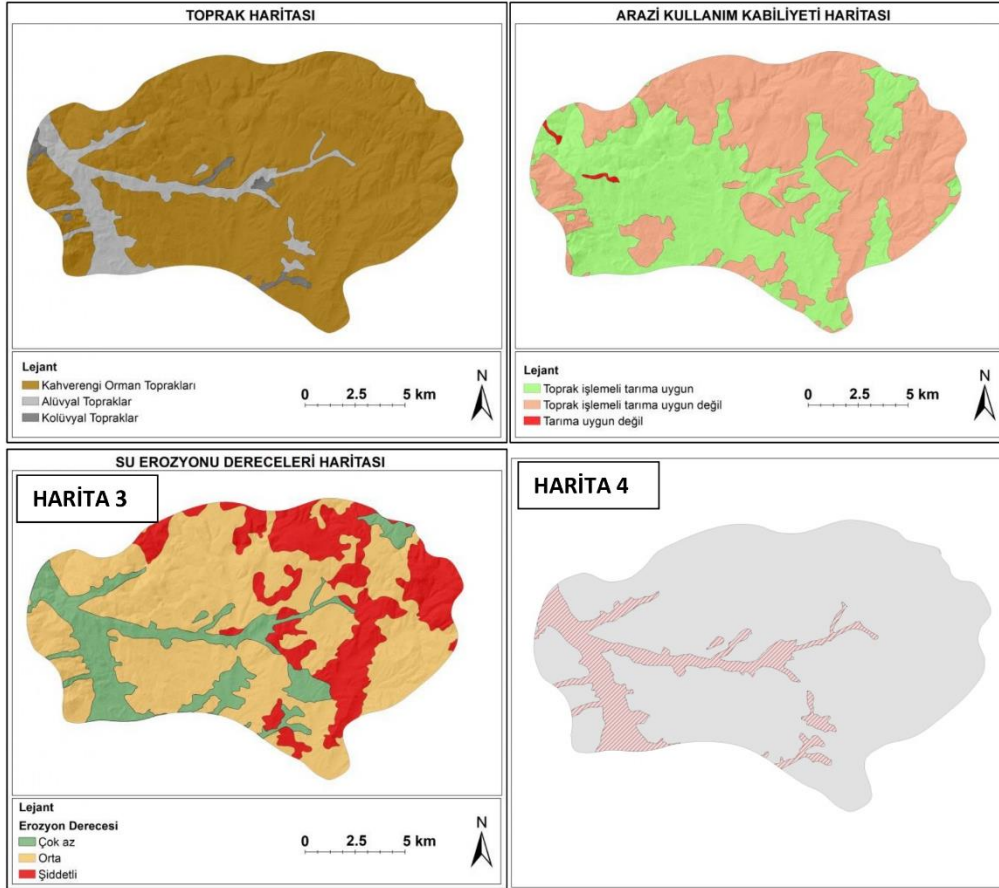 TOPRAK HARİTASI
Lejant
Kahverengi Orman Toprakları
Alüvyal Topraklar
Kolüvyal Topraklar
0 2.5 5 km
N
ARAZİ KULLANIM KABİLİYETİ HARİTASI
Lejant
Toprak işlemeli tarıma uygun
Toprak işlemeli tarıma uygun değil
Tarıma uygun değil
0 2.5 5 km
N
SU EROZYONU DERECELERİ HARİTASI
HARİTA 3
Lejant
Erozyon Derecesi
Çok az
Orta
Şiddetli
0 2.5 5 km
N
HARİTA 4